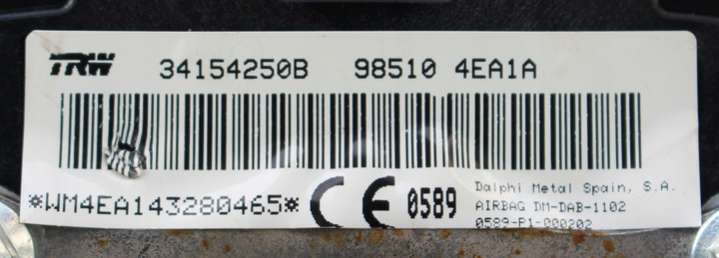 TRW 34154250B 98510 4EA1A
*WM4EA143280465* CE 0589
Dalphi Metal Spain, S.A.
AIRBAG DM-DAB-1102
0589-P1-000202